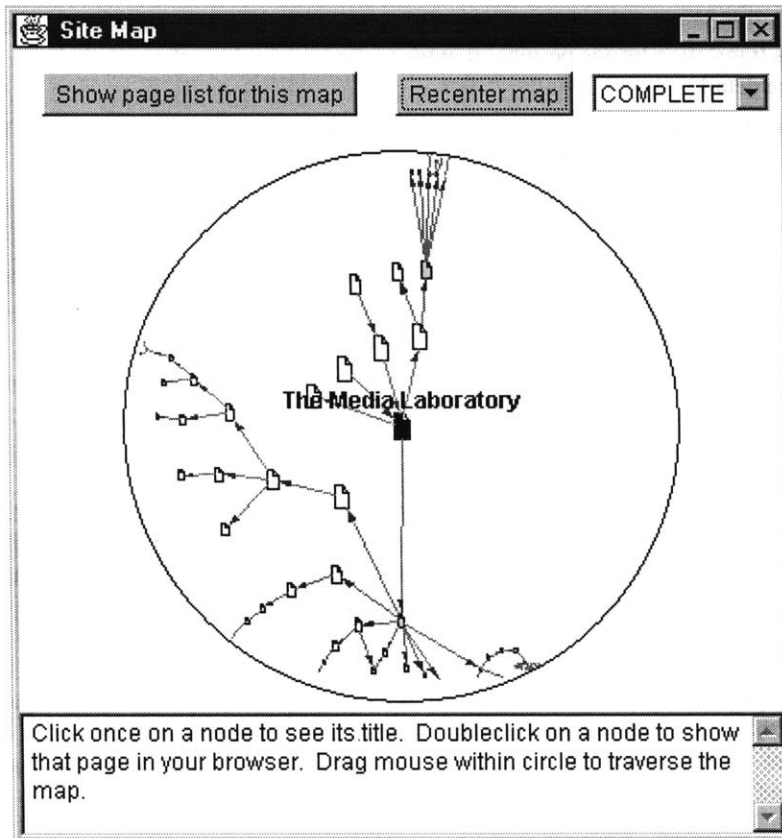 Site Map
Show page list for this map
Recenter map
COMPLETE
The Media Laboratory
Click once on a node to see its title. Doubleclick on a node to show
that page in your browser. Drag mouse within circle to traverse the
map.